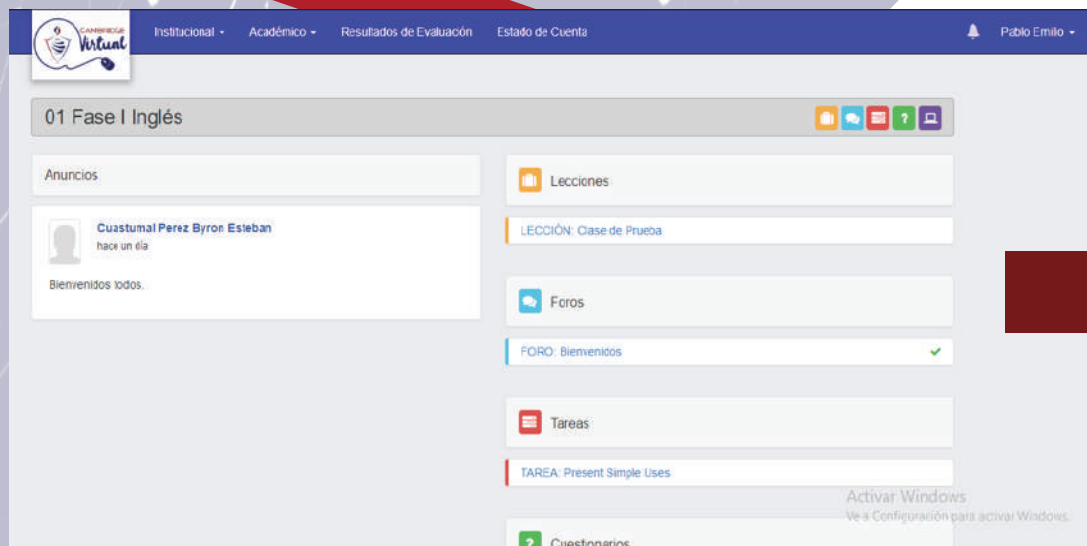 CAMBRIDGE
Virtual
Institucional
Académico
Resultados de Evaluación
Estado de Cuenta
Pablo Emilio
01 Fase I Inglés
?
Anuncios
Cuastumal Perez Byron Esteban
hace un día
Bienvenidos todos.
Lecciones
LECCIÓN: Clase de Prueba
Foros
FORO: Bienvenidos
Tareas
TAREA: Present Simple Uses
? Cuestionarios
Activar Windows
Ve a Configuración para activar Windows.